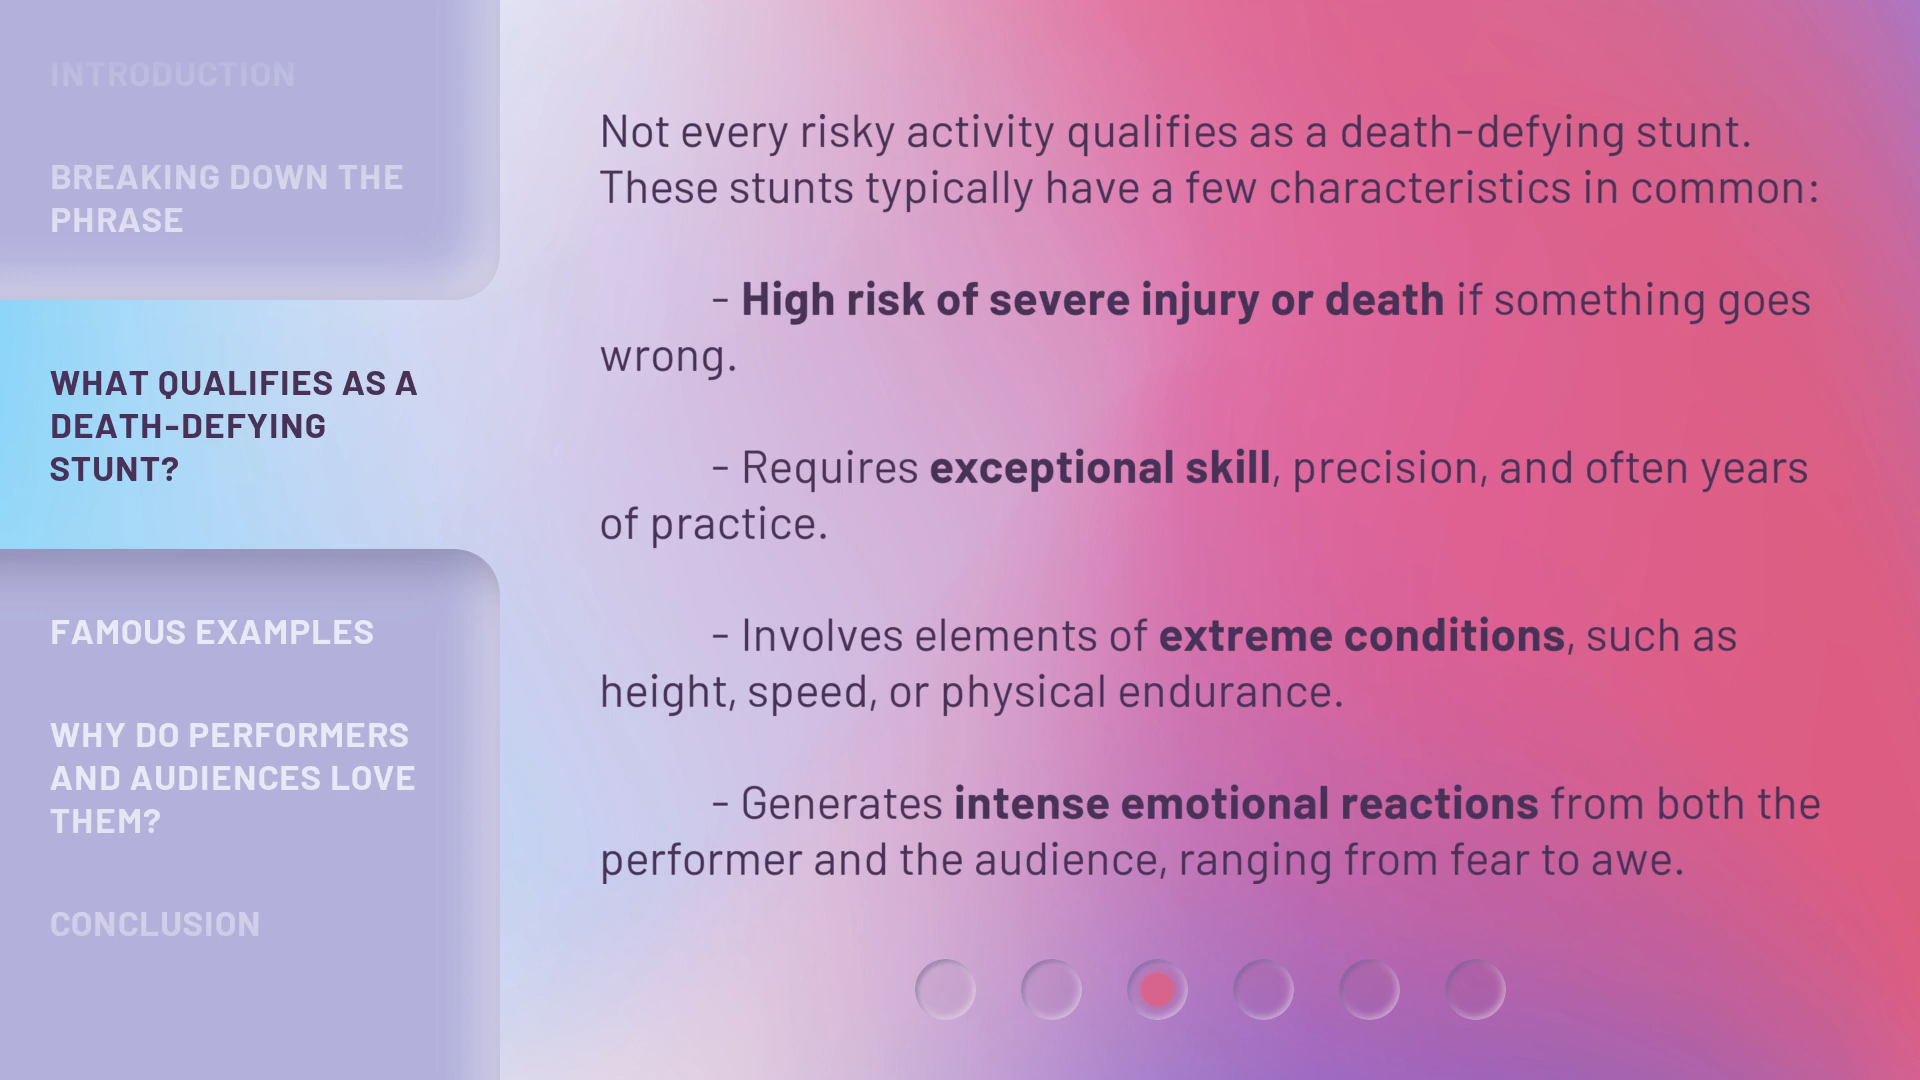 INTRODUCTION
BREAKING DOWN THE
PHRASE
WHAT QUALIFIES AS A
DEATH-DEFYING
STUNT?
FAMOUS EXAMPLES
WHY DO PERFORMERS
AND AUDIENCES LOVE
THEM?
CONCLUSION
Not every risky activity qualifies as a death-defying stunt.
These stunts typically have a few characteristics in common:
- High risk of severe injury or death if something goes
wrong.
- Requires exceptional skill, precision, and often years
of practice.
- Involves elements of extreme conditions, such as
height, speed, or physical endurance.
- Generates intense emotional reactions from both the
performer and the audience, ranging from fear to awe.